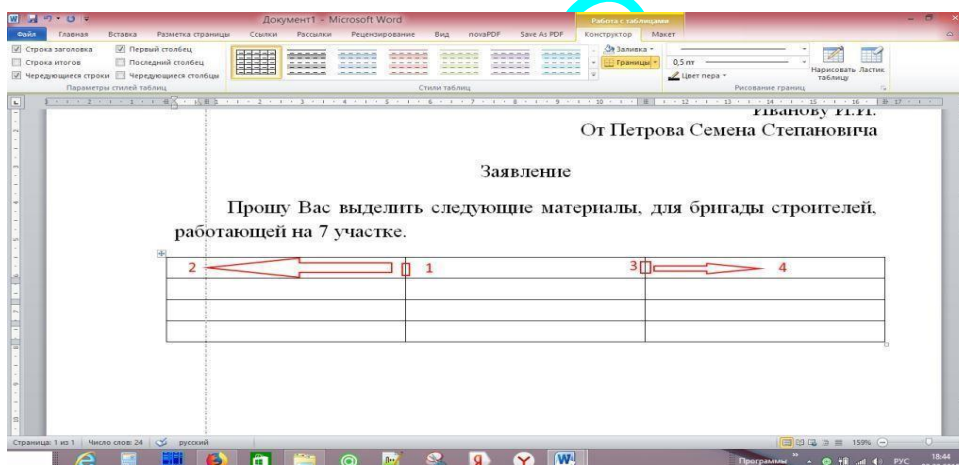 Документ1 - Microsoft Word
Работа с таблицами
Файл Главная Вставка Разметка страницы Ссылки Рассылки Рецензирование Вид novaPDF Save As PDF Конструктор Макет
Строка заголовка Первый столбец
Строка итогов Последний столбец
Чередующиеся строки Чередующиеся столбцы
Параметры стилей таблиц
Стили таблиц
Заливка
Границы
0,5 пт
Цвет пера
Нарисовать таблицу
Ластик
Рисование границ
Иванову И.И.
От Петрова Семена Степановича
Заявление
Прошу Вас выделить следующие материалы, для бригады строителей,
работающей на 7 участке.
2 1 3 4
Страница: 1 из 1 Число слов: 24 русский 159%
Программы РУС 18:44